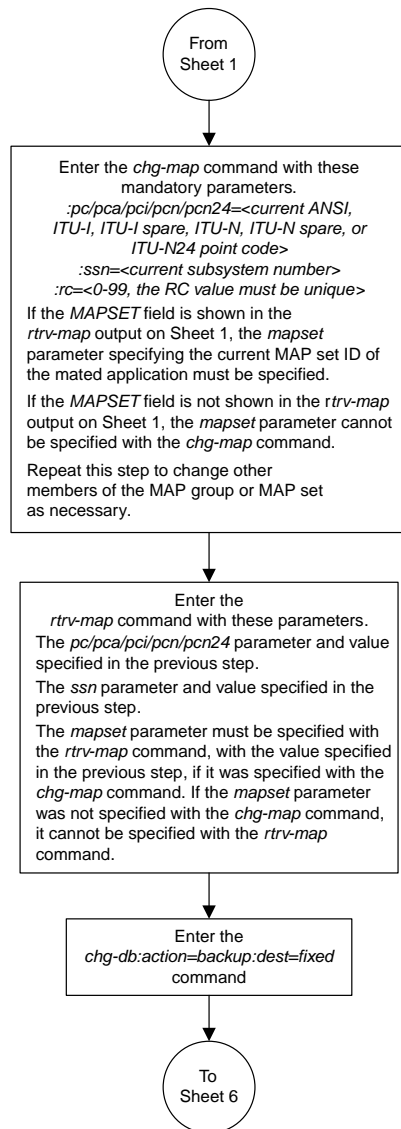 From
Sheet 1
Enter the chg-map command with these
mandatory parameters.
:pc/pca/pci/pcn/pcn24=<current ANSI,
ITU-I, ITU-I spare, ITU-N, ITU-N spare, or
ITU-N24 point code>
:ssn=<current subsystem number>
:rc=<0-99, the RC value must be unique>
If the MAPSET field is shown in the
rtrv-map output on Sheet 1, the mapset
parameter specifying the current MAP set ID of
the mated application must be specified.
If the MAPSET field is not shown in the rtrv-map
output on Sheet 1, the mapset parameter cannot
be specified with the chg-map command.
Repeat this step to change other
members of the MAP group or MAP set
as necessary.
Enter the
rtrv-map command with these parameters.
The pc/pca/pci/pcn/pcn24 parameter and value
specified in the previous step.
The ssn parameter and value specified in the
previous step.
The mapset parameter must be specified with
the rtrv-map command, with the value specified
in the previous step, if it was specified with the
chg-map command. If the mapset parameter
was not specified with the chg-map command,
it cannot be specified with the rtrv-map
command.
Enter the
chg-db:action=backup:dest=fixed
command
To
Sheet 6